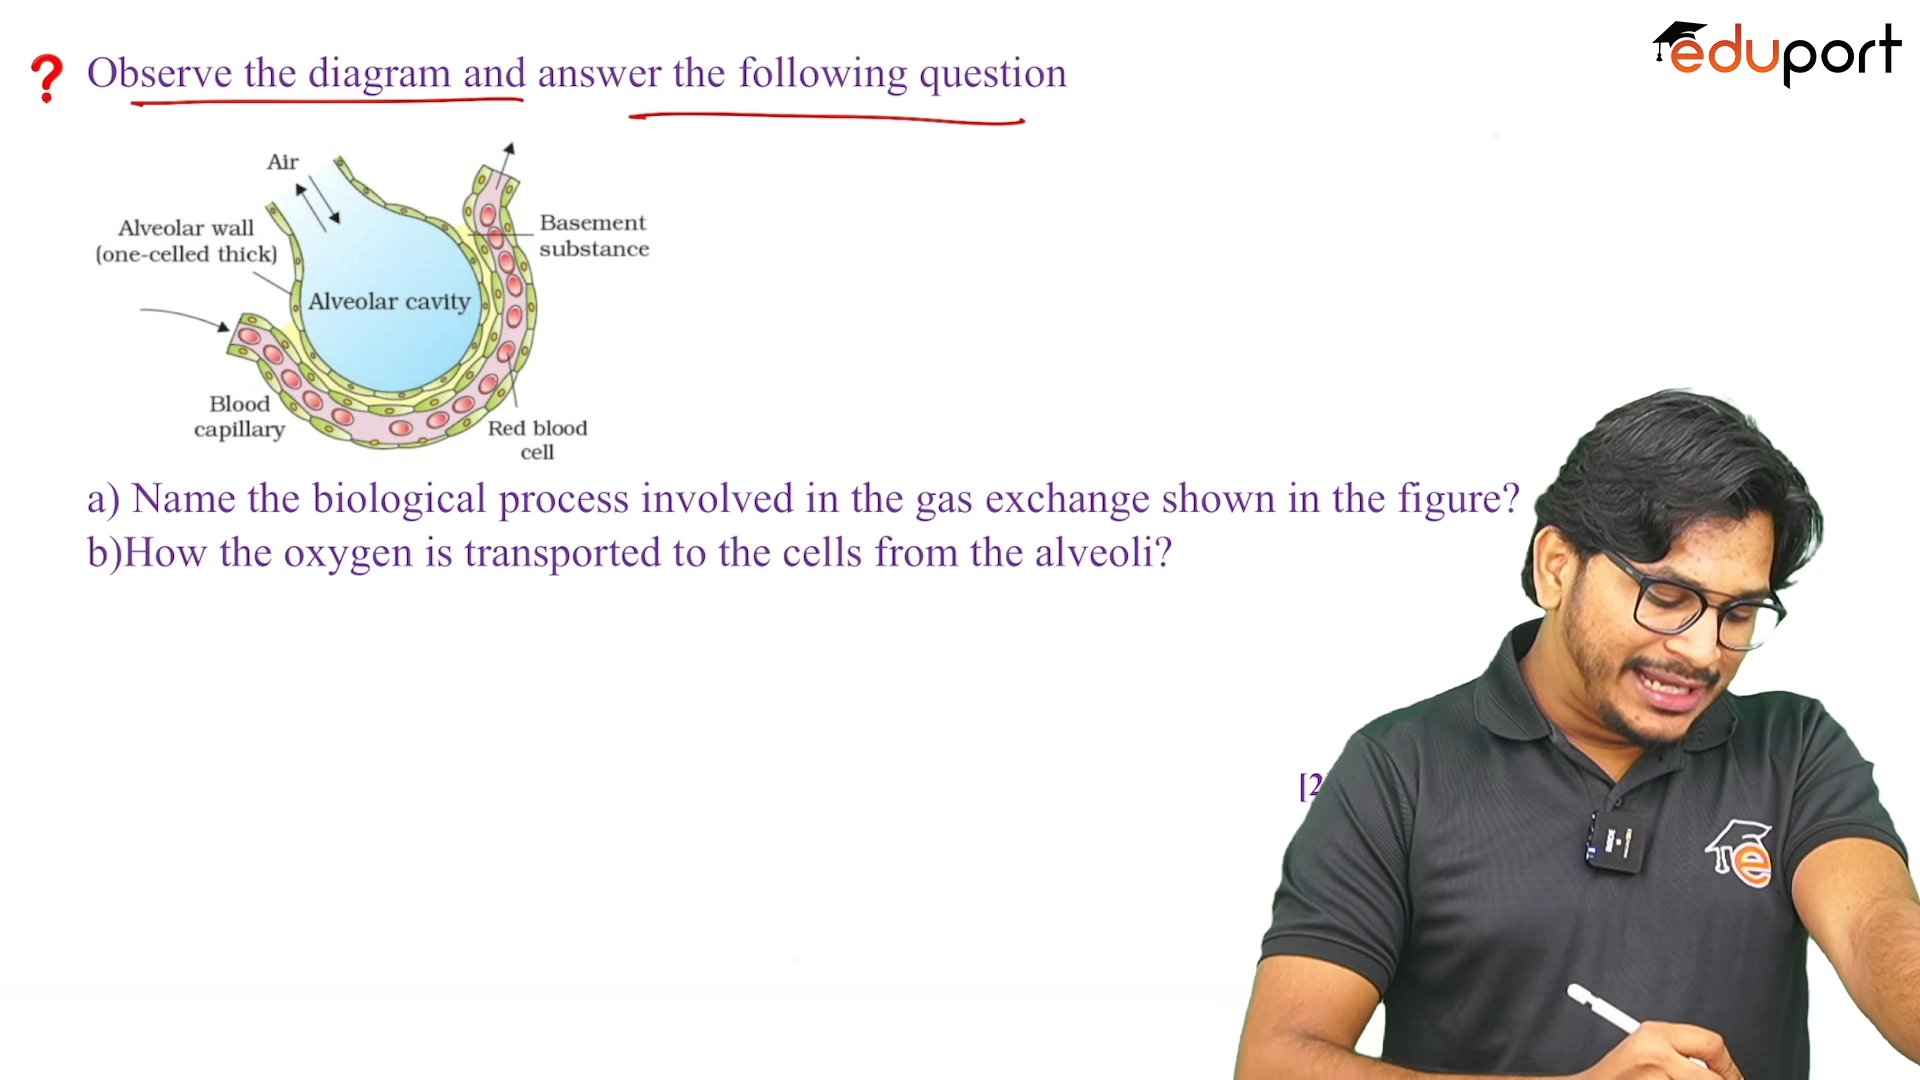 eduport
? Observe the diagram and answer the following question
Air
Alveolar wall
(one-celled thick)
Basement
substance
Alveolar cavity
Blood
capillary
Red blood
cell
a) Name the biological process involved in the gas exchange shown in the figure?
b)How the oxygen is transported to the cells from the alveoli?
[2
e